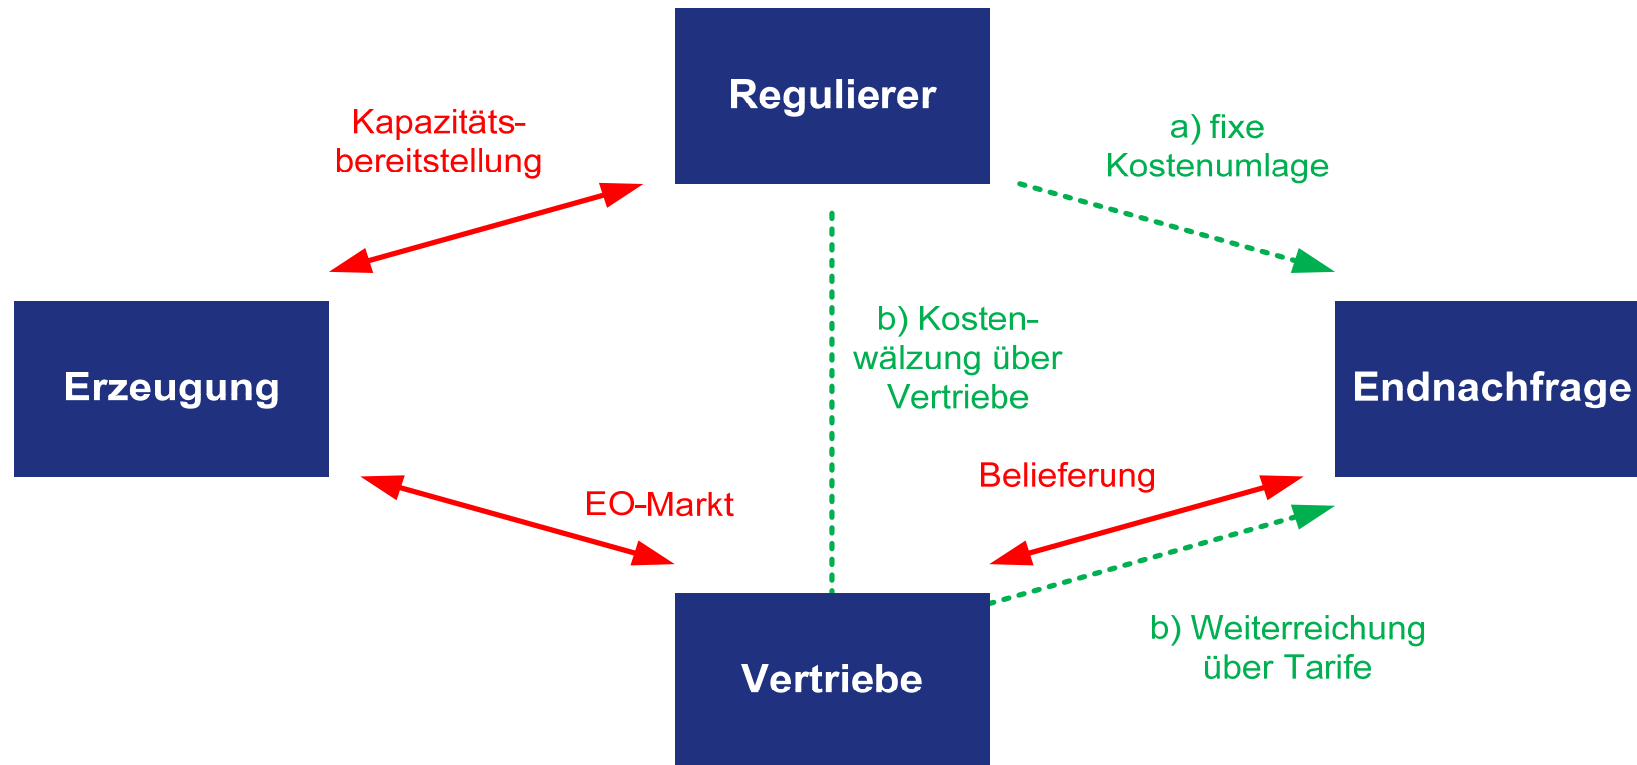 Regulierer
Kapazitäts-
bereitstellung
a) fixe
Kostenumlage
Erzeugung
b) Kosten-
wälzung über
Vertriebe
Endnachfrage
EO-Markt
Belieferung
Vertriebe
b) Weiterreichung
über Tarife